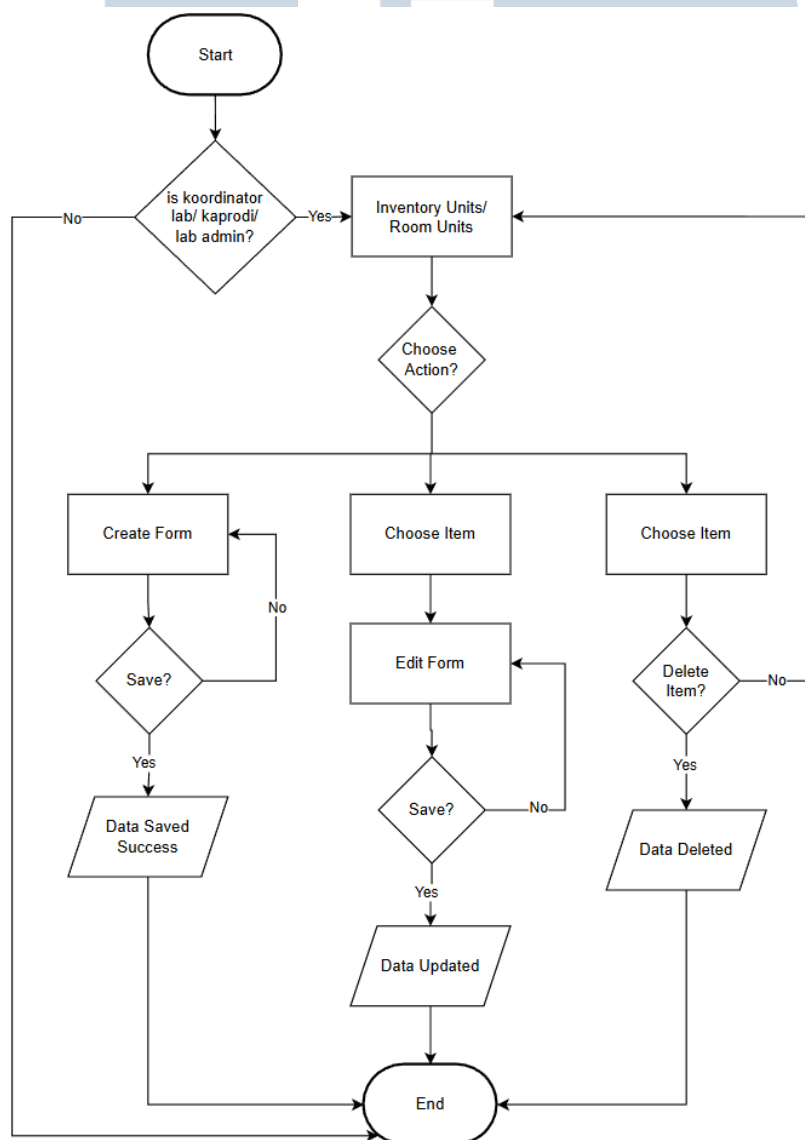 Start
is koordinator
lab/ kaprodi/
lab admin?
No
Yes
Inventory Units/
Room Units
Choose
Action?
Create Form
Choose Item
Choose Item
No
Edit Form
Save?
Delete
Item?
No
Yes
Yes
Save?
No
Data Saved
Success
Data Deleted
Yes
Data Updated
End